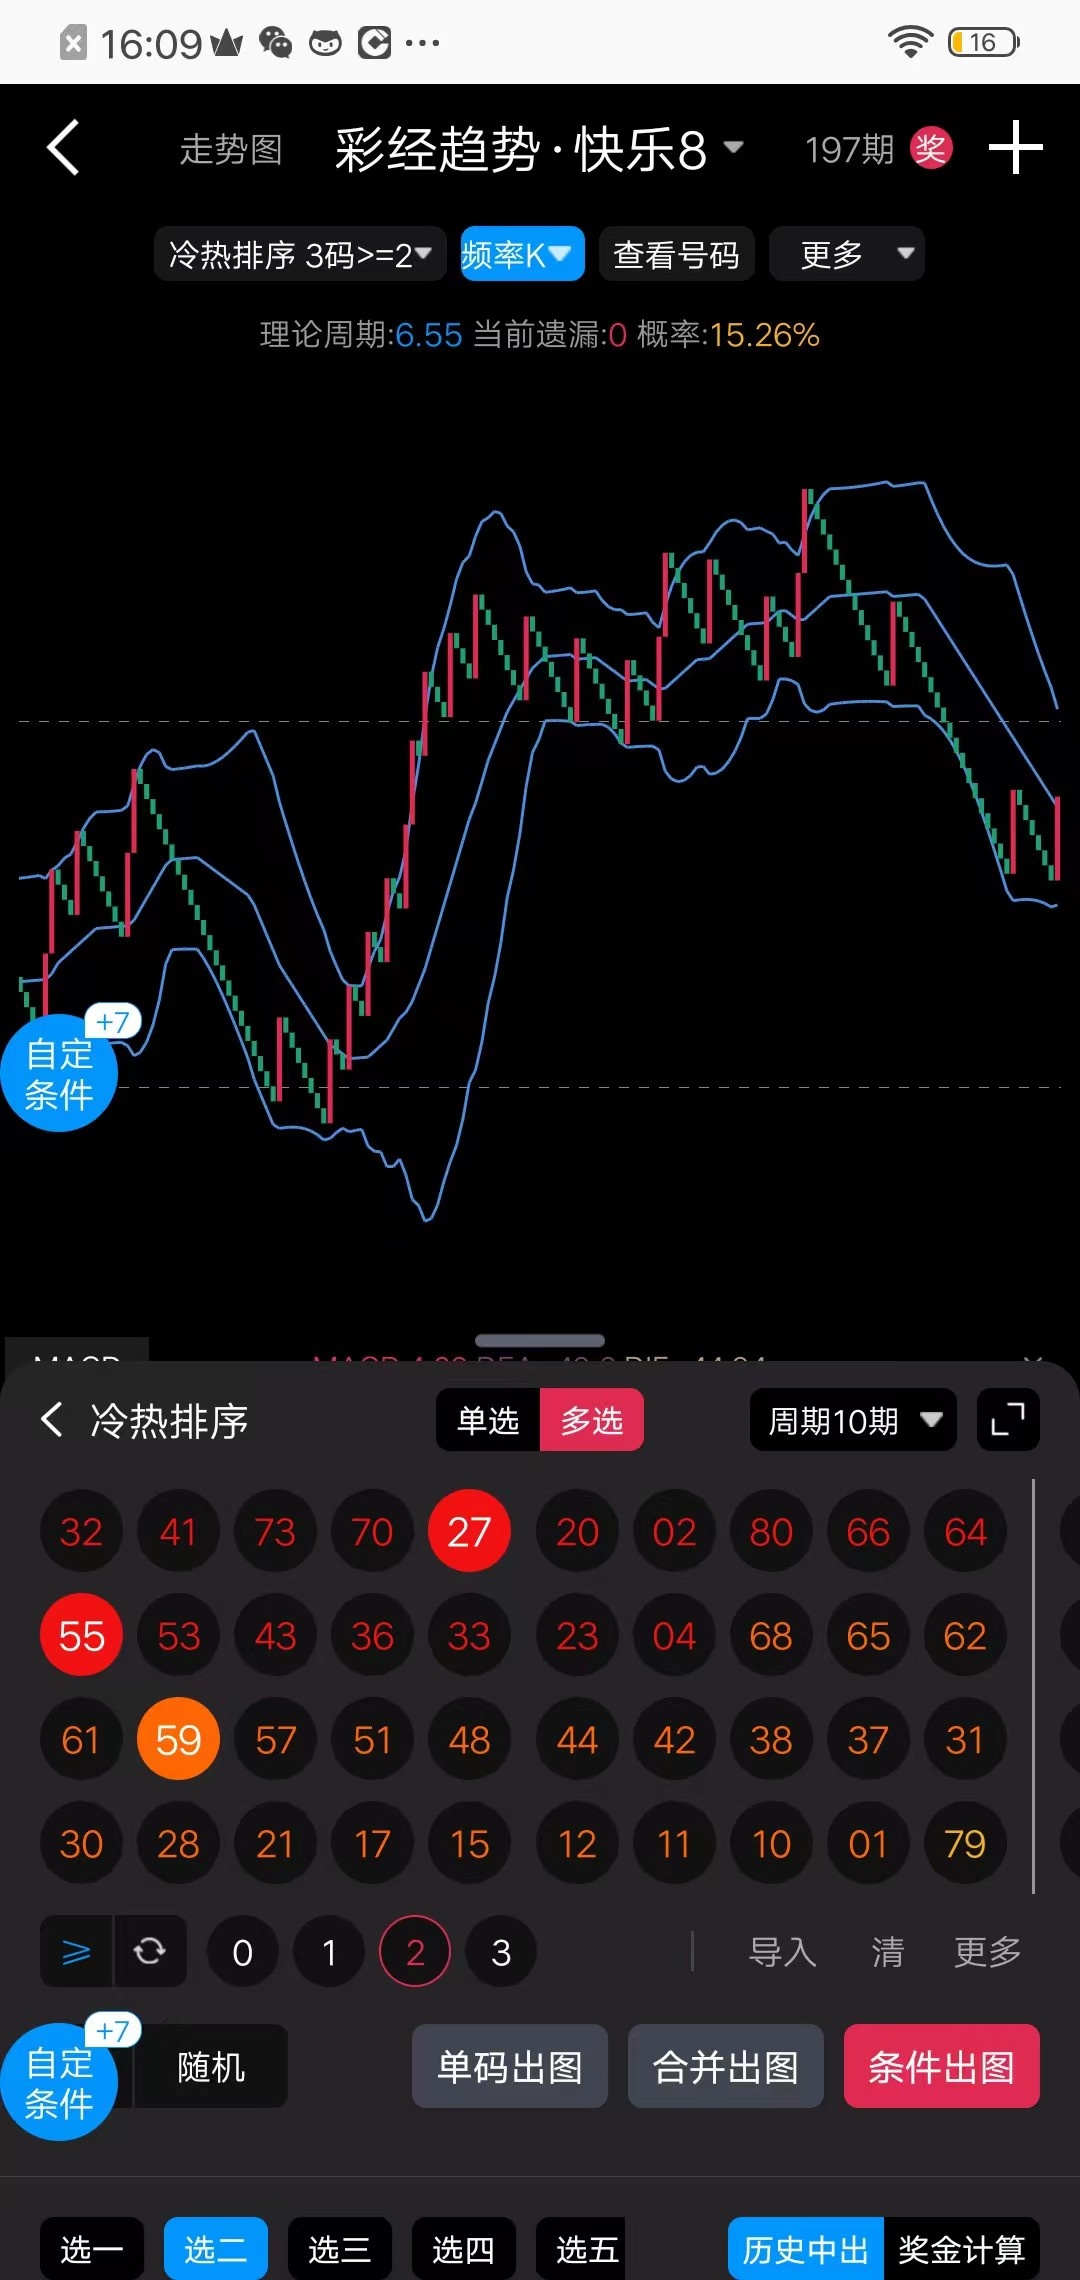 16:09 16
走势图 彩经趋势·快乐8 197期 奖
冷热排序 3码>=2 频率K 查看号码 更多
理论周期:6.55 当前遗漏:0 概率:15.26%
+7
自定
条件
冷热排序 单选 多选 周期10期
32 41 73 70 27 20 02 80 66 64
55 53 43 36 33 23 04 68 65 62
61 59 57 51 48 44 42 38 37 31
30 28 21 17 15 12 11 10 01 79
≥ 0 1 2 3 导入 清 更多
+7
自定
条件
随机 单码出图 合并出图 条件出图
选一 选二 选三 选四 选五 历史中出 奖金计算